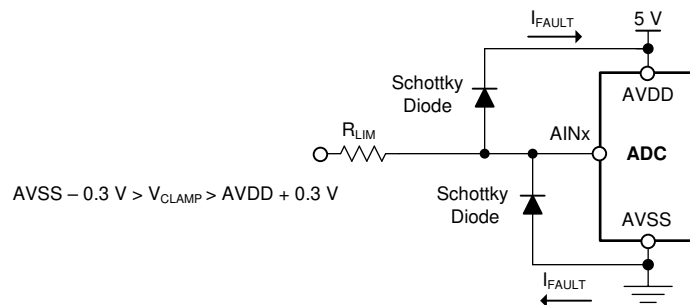 I_FAULT
5 V
Schottky
Diode
AVDD
R_LIM
AINx
ADC
AVSS – 0.3 V > V_CLAMP > AVDD + 0.3 V
Schottky
Diode
AVSS
I_FAULT